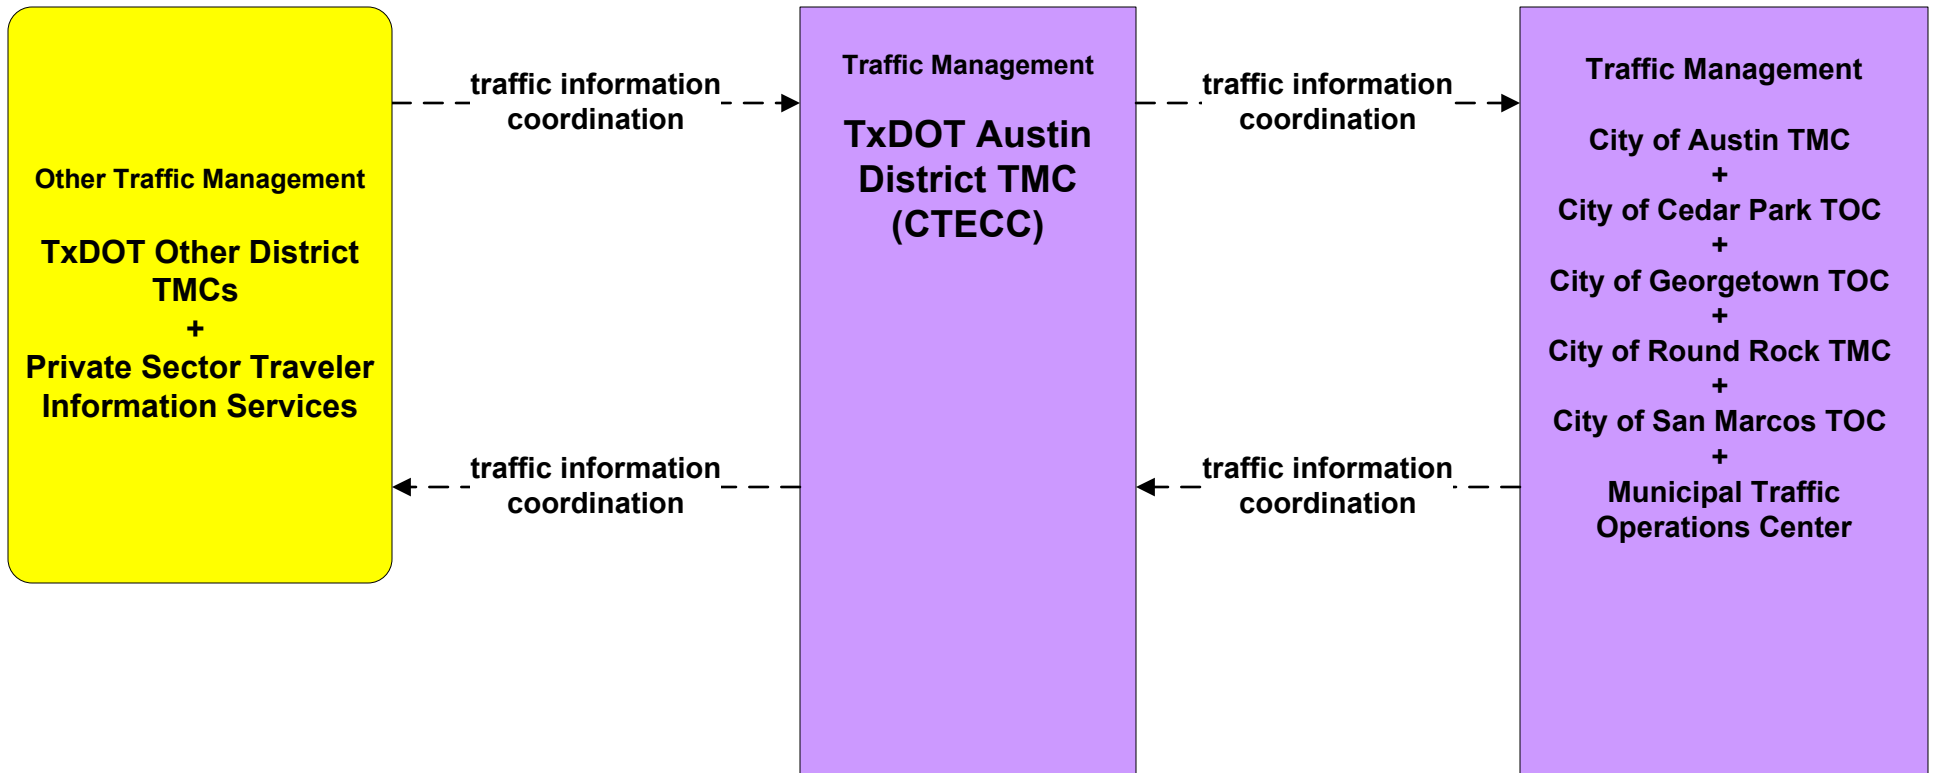 Other Traffic Management
TxDOT Other District
TMCs
+
Private Sector Traveler
Information Services
traffic information
coordination
traffic information
coordination
Traffic Management
TxDOT Austin
District TMC
(CTECC)
traffic information
coordination
traffic information
coordination
Traffic Management
City of Austin TMC
+
City of Cedar Park TOC
+
City of Georgetown TOC
+
City of Round Rock TMC
+
City of San Marcos TOC
+
Municipal Traffic
Operations Center